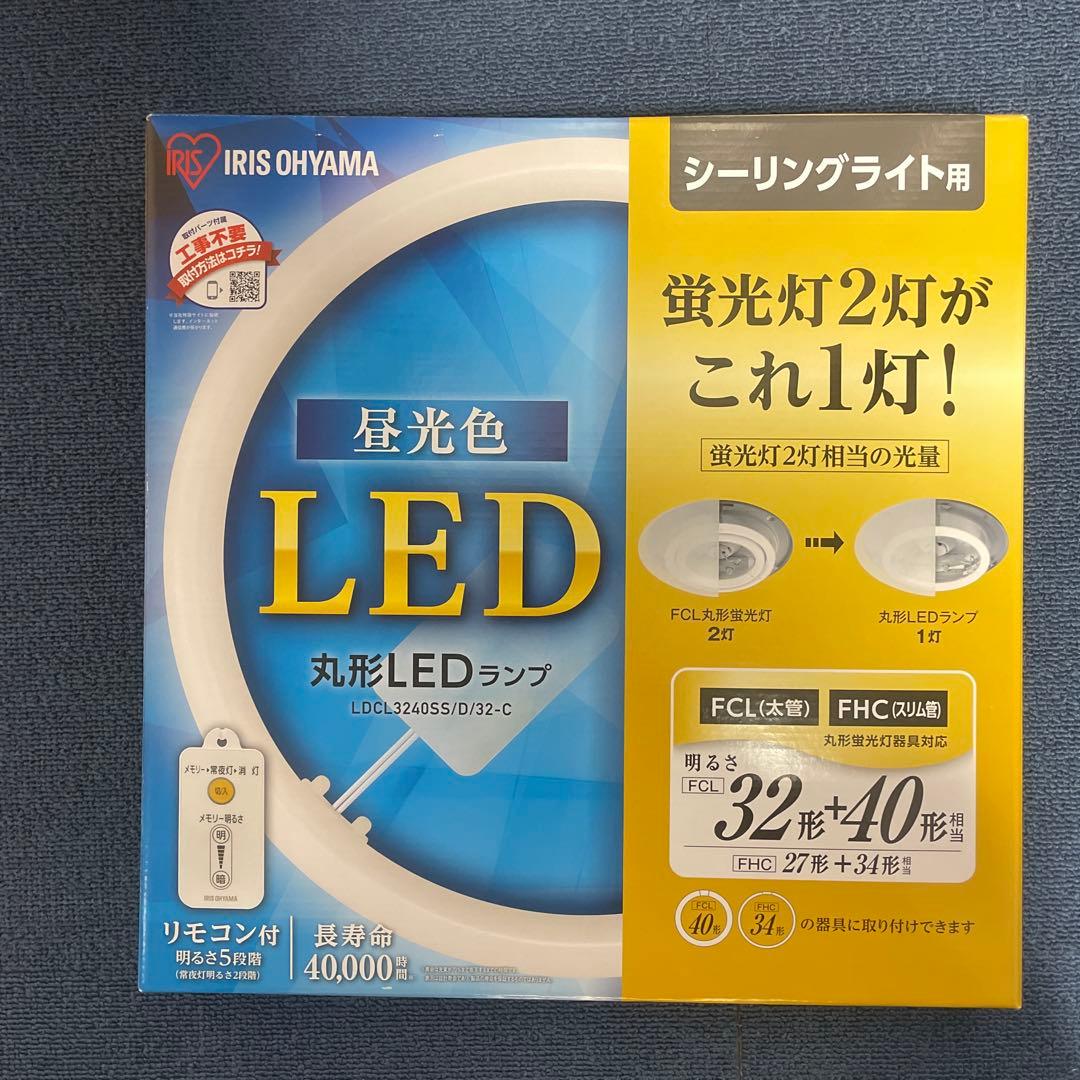 IRIS
IRIS OHYAMA
取付パーツ付属
工事不要
取付方法はコチラ!
昼光色
LED
丸形LEDランプ
LDCL3240SS/D/32-C
メモリー▶常夜灯▶消 灯
切/入
メモリー明るさ
明
暗
IRIS OHYAMA
リモコン付
明るさ5段階
(常夜灯明るさ2段階)
長寿命
40,000時間
シーリングライト用
蛍光灯2灯が
これ1灯!
蛍光灯2灯相当の光量
FCL丸形蛍光灯
2灯
丸形LEDランプ
1灯
FCL(太管) FHC(スリム管)
丸形蛍光灯器具対応
明るさ
FCL 32形+40形相当
FHC 27形+34形相当
FCL 40形 FHC 34形 の器具に取り付けできます